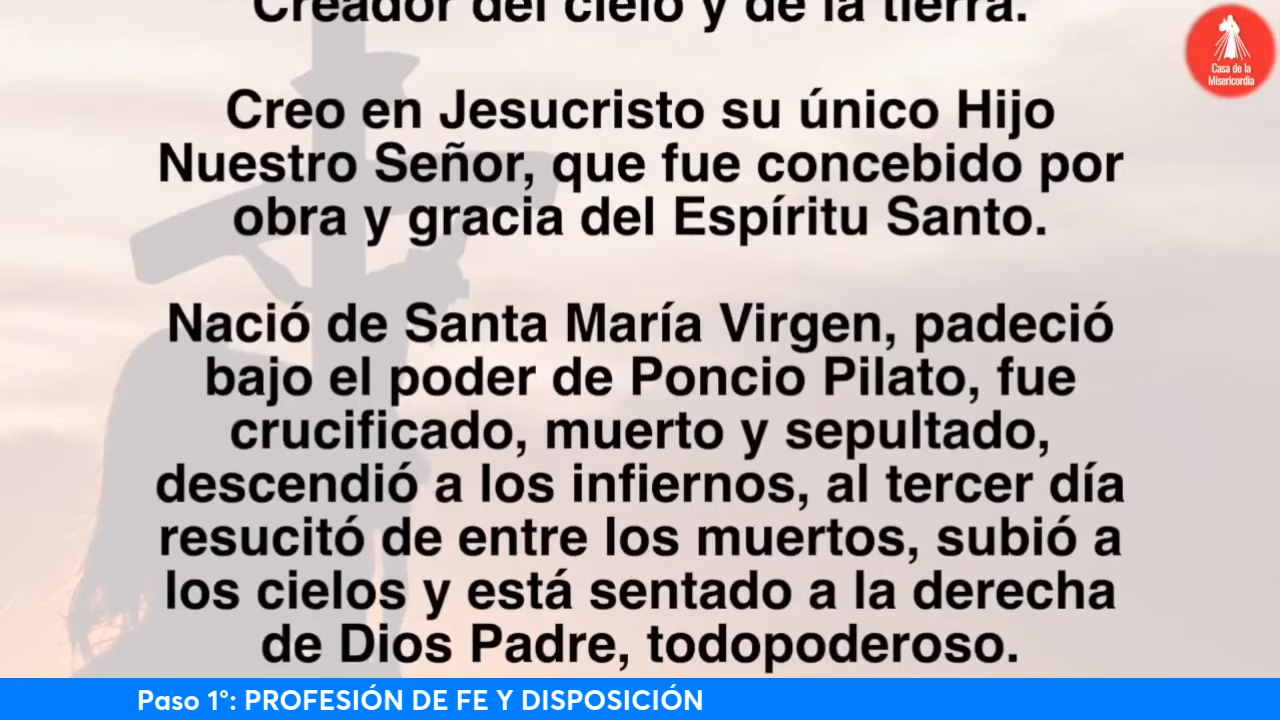 Creador del cielo y de la tierra.
Casa de la
Misericordia
Creo en Jesucristo su único Hijo
Nuestro Señor, que fue concebido por
obra y gracia del Espíritu Santo.
Nació de Santa María Virgen, padeció
bajo el poder de Poncio Pilato, fue
crucificado, muerto y sepultado,
descendió a los infiernos, al tercer día
resucitó de entre los muertos, subió a
los cielos y está sentado a la derecha
de Dios Padre, todopoderoso.
Paso 1°: PROFESIÓN DE FE Y DISPOSICIÓN